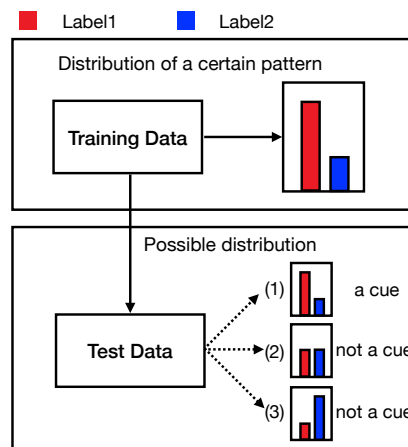 Label1 Label2
Distribution of a certain pattern
Training Data
Possible distribution
(1) a cue
Test Data
(2) not a cue
(3) not a cue